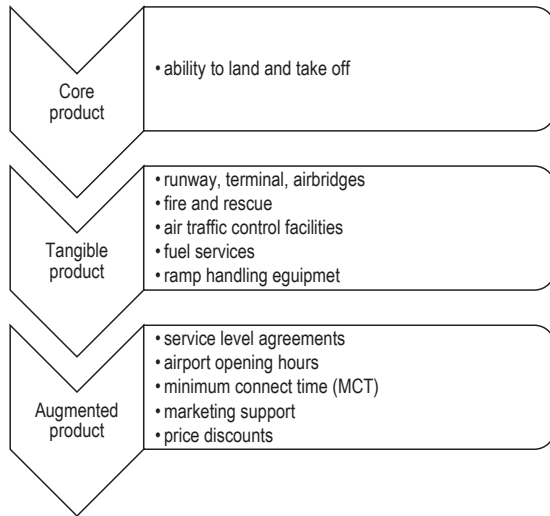 Core
product
• ability to land and take off
Tangible
product
• runway, terminal, airbridges
• fire and rescue
• air traffic control facilities
• fuel services
• ramp handling eguipmet
Augmented
product
• service level agreements
• airport opening hours
• minimum connect time (MCT)
• marketing support
• price discounts